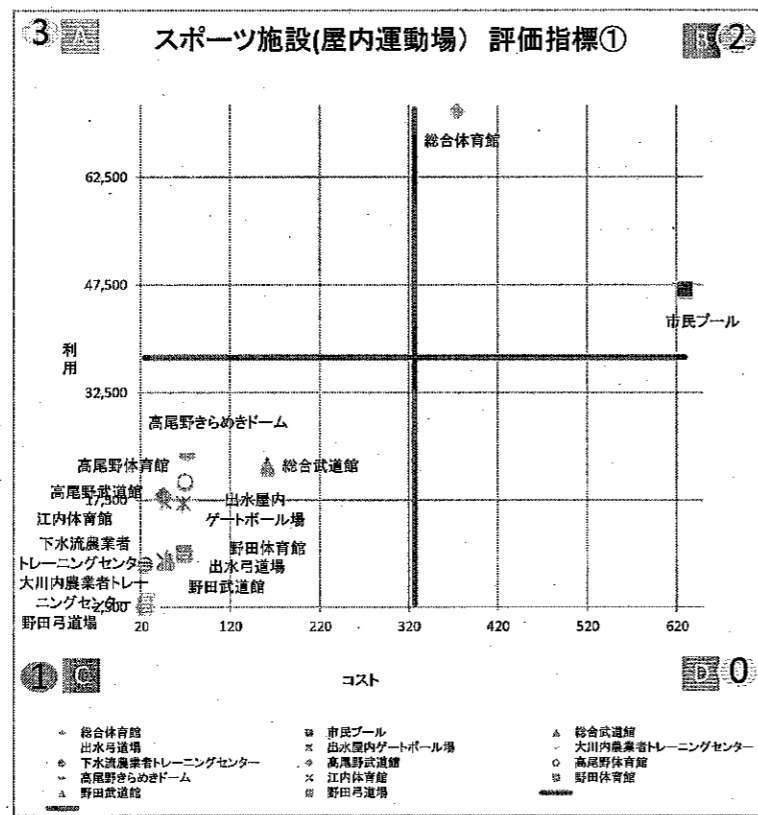 3 A スポーツ施設(屋内運動場) 評価指標① B 2
総合体育館
62,500
47,500
市民プール
利用
32,500
高尾野きらめきドーム
高尾野体育館
総合武道館
高尾野武道館
17,500
出水屋内
ゲートボール場
江内体育館
下水流農業者
トレーニングセンター
野田体育館
出水弓道場
大川内農業者トレー
ニングセンター
野田武道館
2,500
野田弓道場
20 120 220 320 420 520 620
1 C コスト D 0
総合体育館 市民プール 総合武道館
出水弓道場 出水屋内ゲートボール場 大川内農業者トレーニングセンター
下水流農業者トレーニングセンター 高尾野武道館 高尾野体育館
高尾野きらめきドーム 江内体育館 野田体育館
野田武道館 野田弓道場